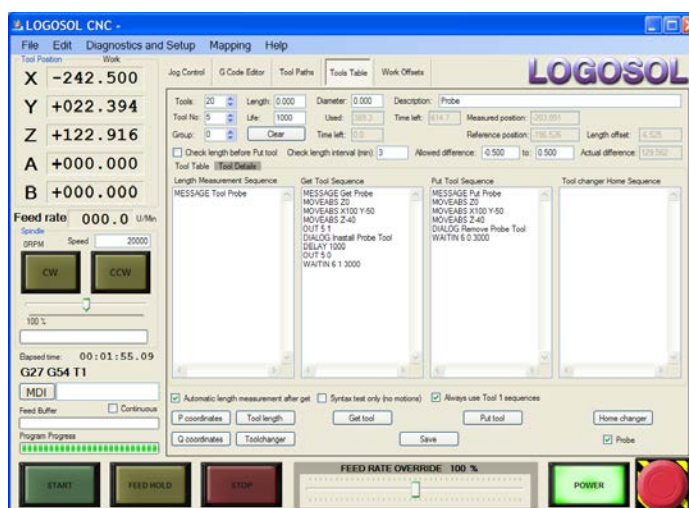 LOGOSOL CNC -
File Edit Diagnostics and Setup Mapping Help
Tool Position Work
X -242.500
Y +022.394
Z +122.916
A +000.000
B +000.000
Feed rate 000.0 U/Min
Spindle
0RPM Speed 20000
CW CCW
100 %
Elapsed time: 00:01:55.09
G27 G54 T1
MDI
Feed Buffer Continuous
Program Progress
Jog Control G Code Editor Tool Paths Tools Table Work Offsets
LOGOSOL
Tools: 20 Length: 0.000 Diameter: 0.000 Description: Probe
Tool No: 5 Life: 1000 Used: Time left: Measured position:
Group: 0 Clear Time left: 0.0 Reference position: Length offset:
Check length before Put tool Check length interval (min) 3 Allowed difference: -0.500 to: 0.500 Actual difference:
Tool Table Tool Details
Length Measurement Sequence
MESSAGE Tool Probe
Get Tool Sequence
MESSAGE Get Probe
MOVEABS Z0
MOVEABS X100 Y-50
MOVEABS Z-40
OUT 5 1
DIALOG Inastall Probe Tool
DELAY 1000
OUT 5 0
WAITIN 6 1 3000
Put Tool Sequence
MESSAGE Put Probe
MOVEABS Z0
MOVEABS X100 Y-50
MOVEABS Z-40
DIALOG Remove Probe Tool
WAITIN 6 0 3000
Tool changer Home Sequence
Automatic length measurement after get Syntax test only (no motions) Always use Tool 1 sequences
P coordinates Tool length Get tool Put tool Home changer
Q coordinates Toolchanger Save Probe
START FEED HOLD STOP
FEED RATE OVERRIDE 100 %
POWER